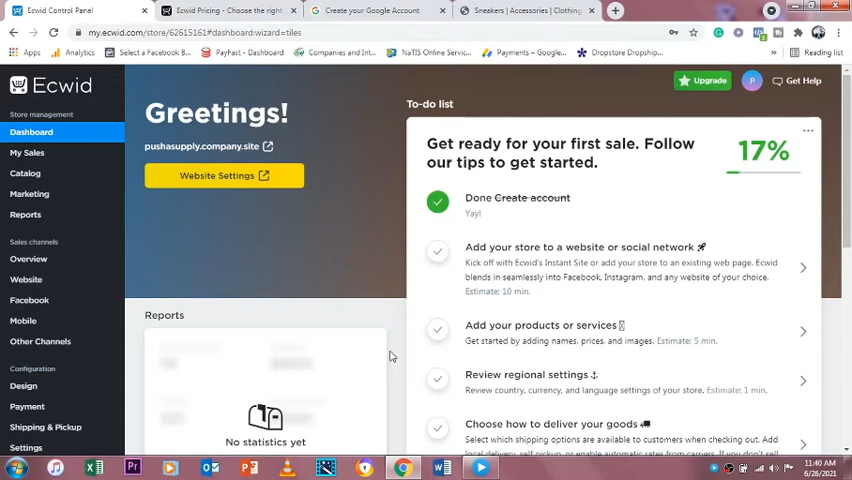 Ecwid Control Panel
Ecwid Pricing - Choose the right
Create your Google Account
Sneakers | Accessories | Clothing
my.ecwid.com/store/62615161#dashboard:wizard=tiles
Apps
Analytics
Select a Facebook B...
PayFast - Dashboard
Companies and Int...
NaTIS Online Servic...
Payments – Google...
Dropstore Dropship...
Reading list
Ecwid
Upgrade
P
Get Help
Store management
Dashboard
My Sales
Catalog
Marketing
Reports
Sales channels
Overview
Website
Facebook
Mobile
Other Channels
Configuration
Design
Payment
Shipping & Pickup
Settings
Greetings!
pushasupply.company.site
Website Settings
Reports
No statistics yet
To-do list
Get ready for your first sale. Follow
our tips to get started.
17%
Done Create account
Yay!
Add your store to a website or social network
Kick off with Ecwid's Instant Site or add your store to an existing web page. Ecwid
blends in seamlessly into Facebook, Instagram, and any website of your choice.
Estimate: 10 min.
Add your products or services
Get started by adding names, prices, and images. Estimate: 5 min.
Review regional settings
Review country, currency, and language settings of your store. Estimate: 1 min.
Choose how to deliver your goods
Select which shipping options are available to customers when checking out. Add
11:40 AM
6/26/2021